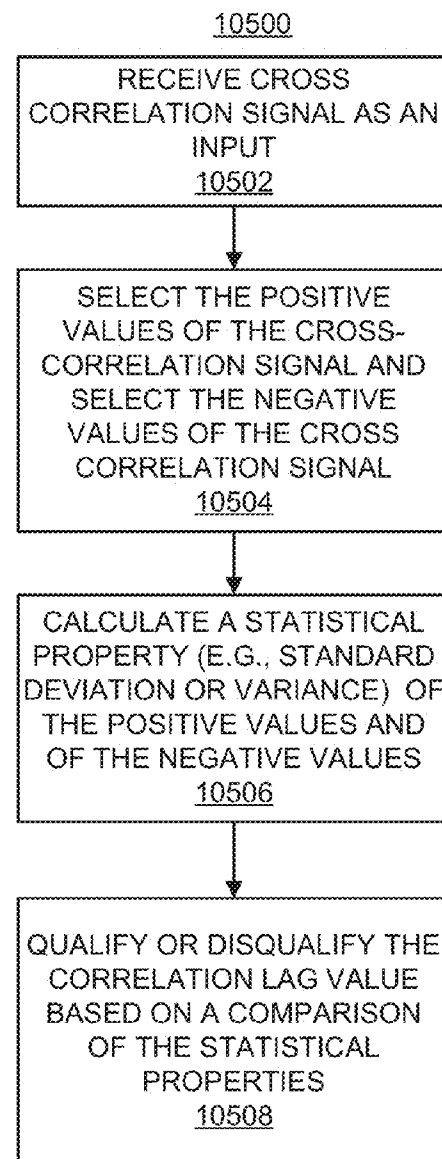 10500
RECEIVE CROSS
CORRELATION SIGNAL AS AN
INPUT
10502
SELECT THE POSITIVE
VALUES OF THE CROSS-
CORRELATION SIGNAL AND
SELECT THE NEGATIVE
VALUES OF THE CROSS
CORRELATION SIGNAL
10504
CALCULATE A STATISTICAL
PROPERTY (E.G., STANDARD
DEVIATION OR VARIANCE) OF
THE POSITIVE VALUES AND
OF THE NEGATIVE VALUES
10506
QUALIFY OR DISQUALIFY THE
CORRELATION LAG VALUE
BASED ON A COMPARISON
OF THE STATISTICAL
PROPERTIES
10508